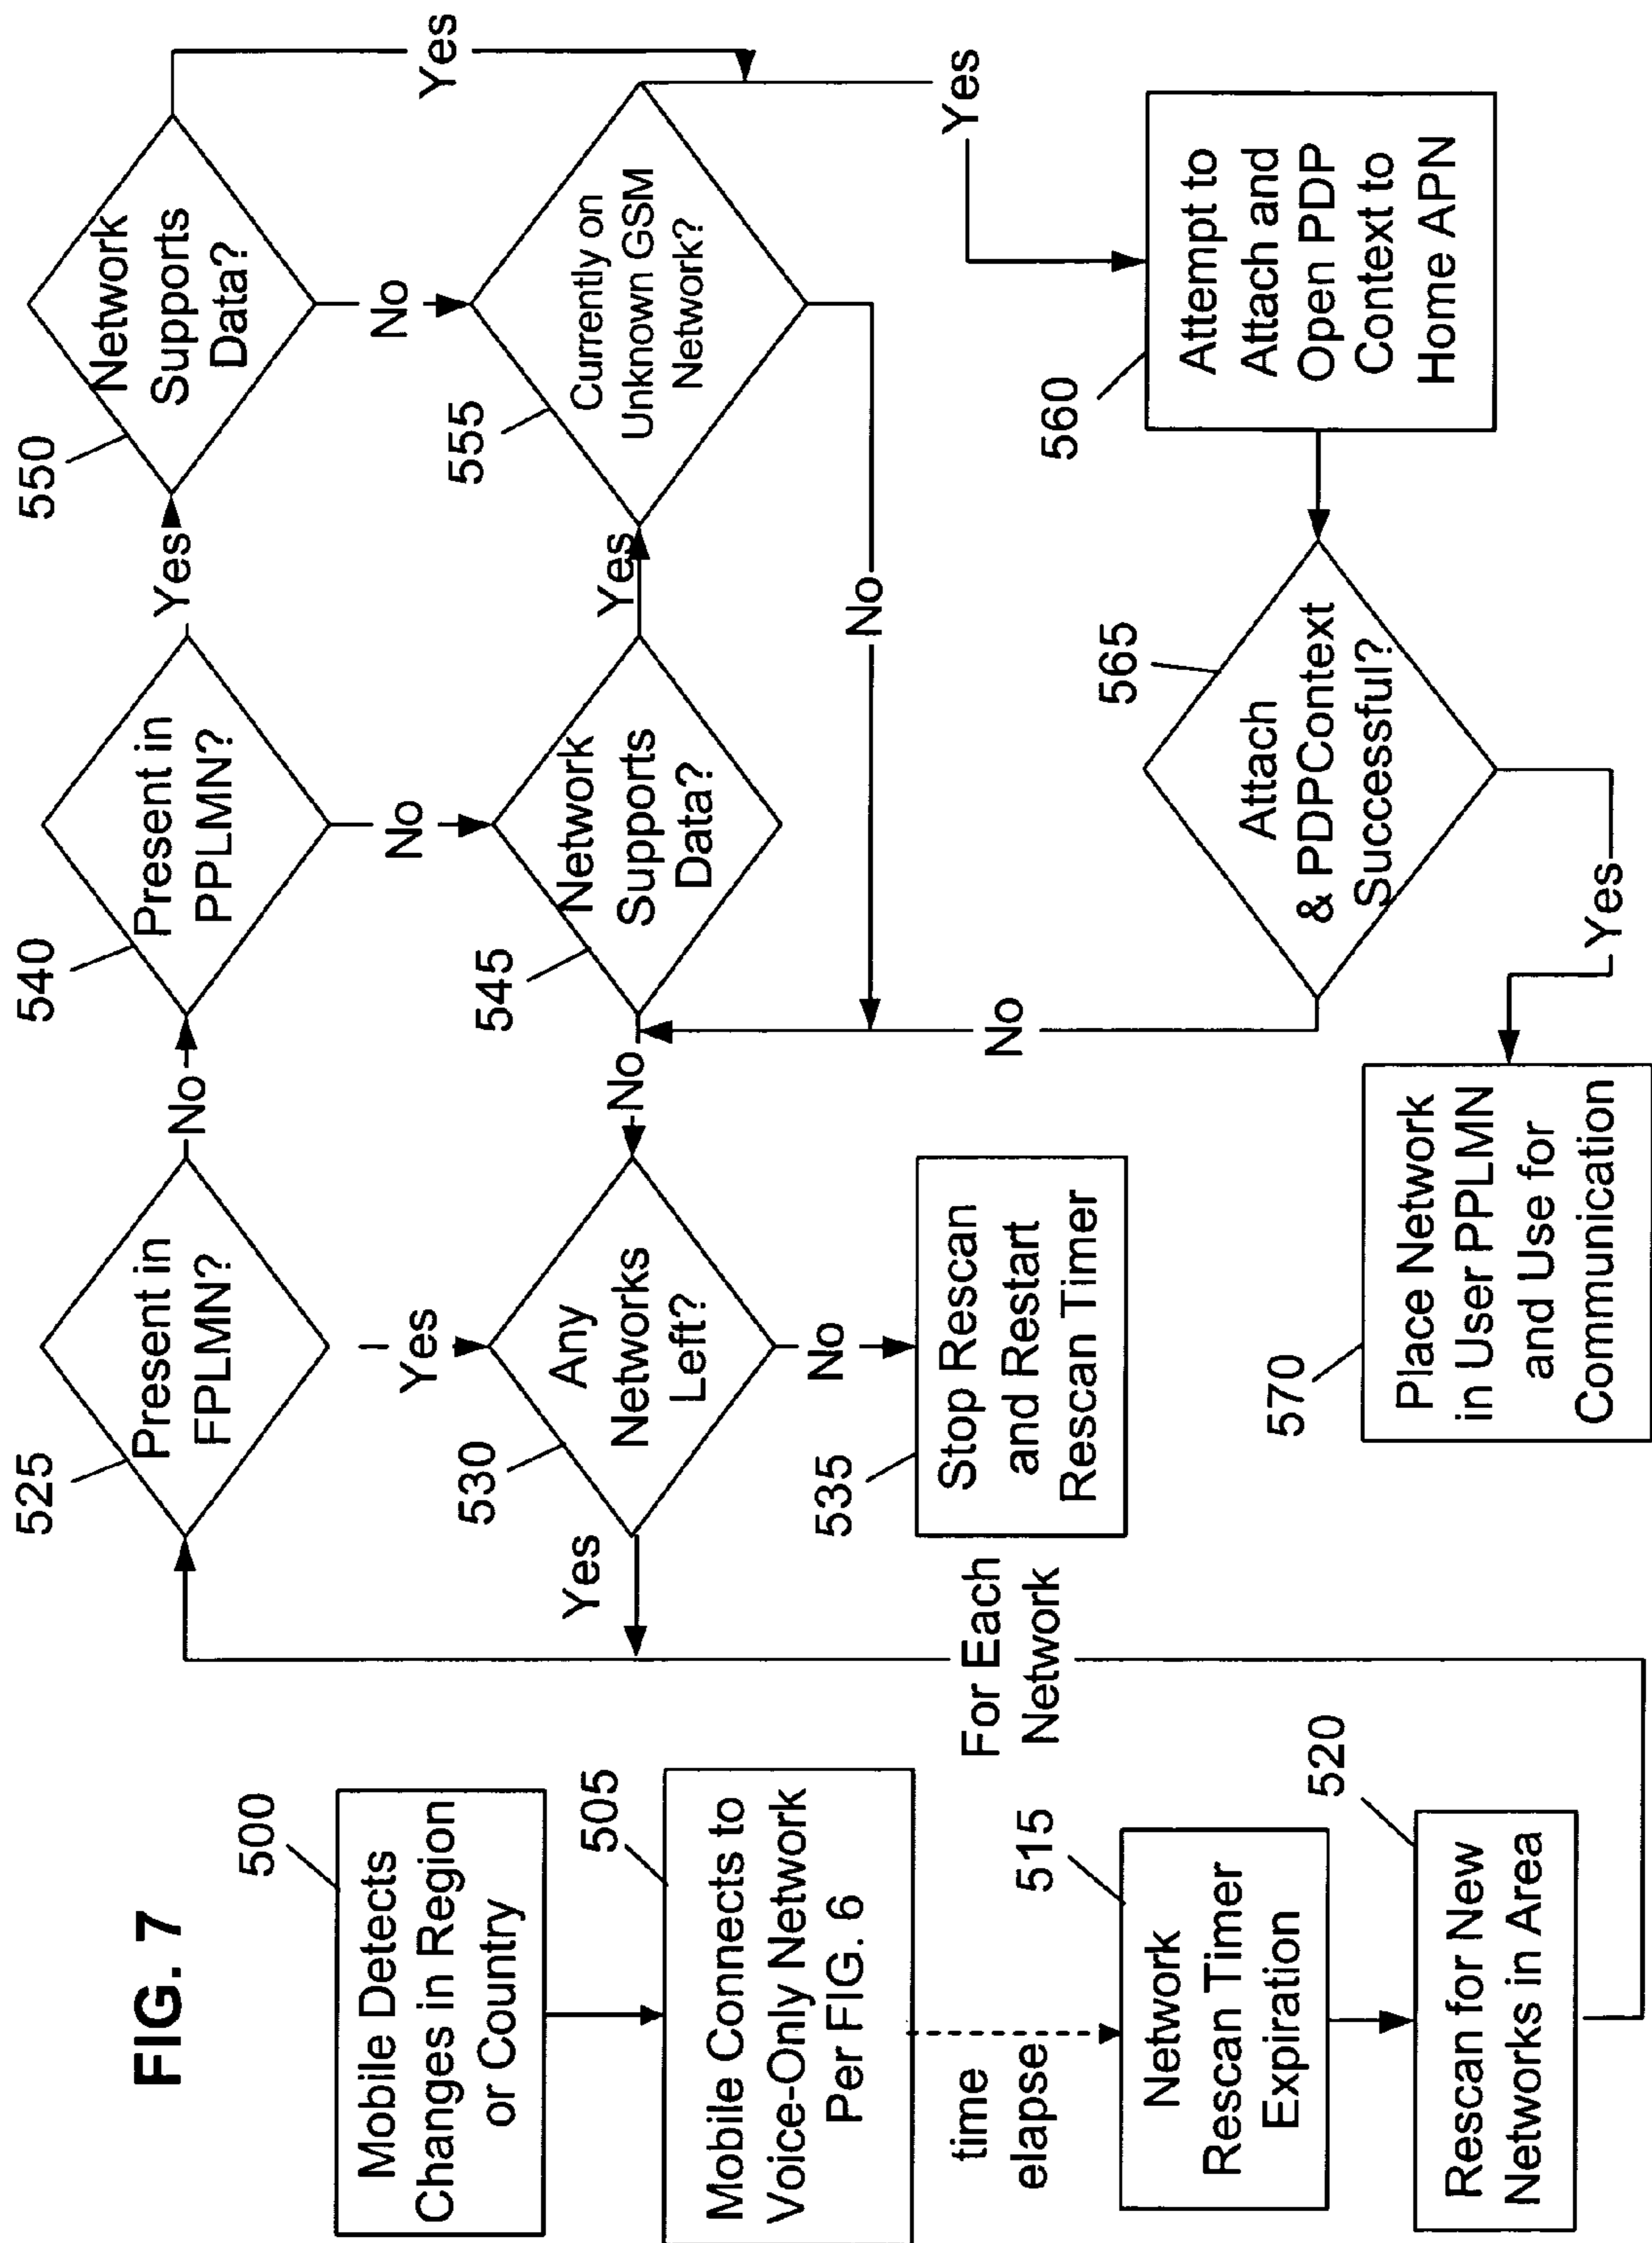 FIG. 7
500
Mobile Detects
Changes in Region
or Country
505
Mobile Connects to
Voice-Only Network
Per FIG. 6
time
elapse
515
Network
Rescan Timer
Expiration
520
Rescan for New
Networks in Area
For Each
Network
525
Present in
FPLMN?
No
Yes
530
Any
Networks
Left?
Yes
No
535
Stop Rescan
and Restart
Rescan Timer
540
Present in
PPLMN?
Yes
No
545
Network
Supports
Data?
No
Yes
550
Network
Supports
Data?
Yes
No
555
Currently on
Unknown GSM
Network?
No
Yes
560
Attempt to
Attach and
Open PDP
Context to
Home APN
565
Attach
& PDPContext
Successful?
No
Yes
570
Place Network
in User PPLMN
and Use for
Communication